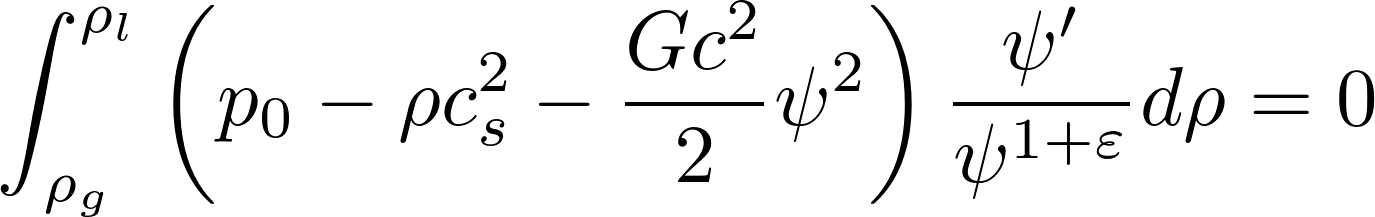 \int_{\rho_g}^{\rho_l} \left( p_0 - \rho c_s^2 - \frac{Gc^2}{2} \psi^2 \right) \frac{\psi'}{\psi^{1+\varepsilon}} d\rho = 0